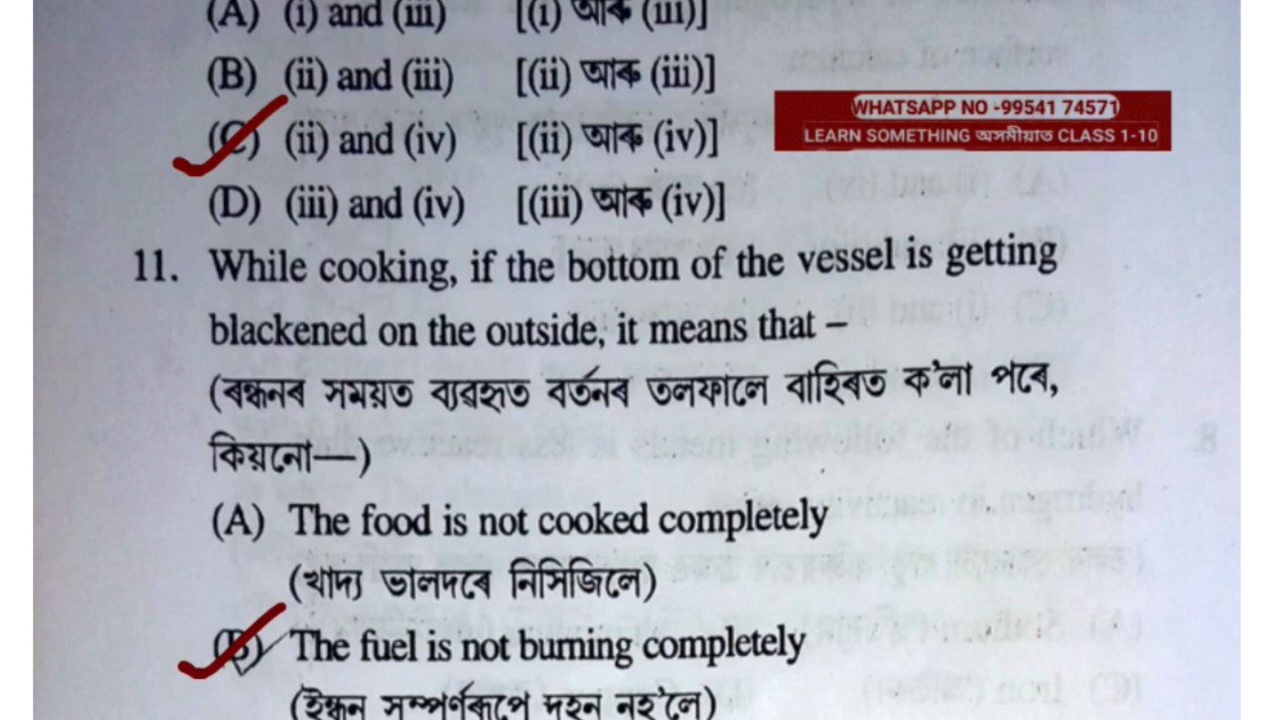 (A) (i) and (iii) [(i) আৰু (iii)]
(B) (ii) and (iii) [(ii) আৰু (iii)]
WHATSAPP NO -99541 74571
LEARN SOMETHING অসমীয়াত CLASS 1-10
(C) (ii) and (iv) [(ii) আৰু (iv)]
(D) (iii) and (iv) [(iii) আৰু (iv)]
11. While cooking, if the bottom of the vessel is getting
blackened on the outside, it means that –
(ৰন্ধনৰ সময়ত ব্যৱহৃত বৰ্তনৰ তলফালে বাহিৰত ক'লা পৰে,
কিয়নো—)
(A) The food is not cooked completely
(খাদ্য ভালদৰে নিসিজিলে)
(B) The fuel is not burning completely
(ইন্ধন সম্পৰ্ণৰূপে দহন নহ'লে)